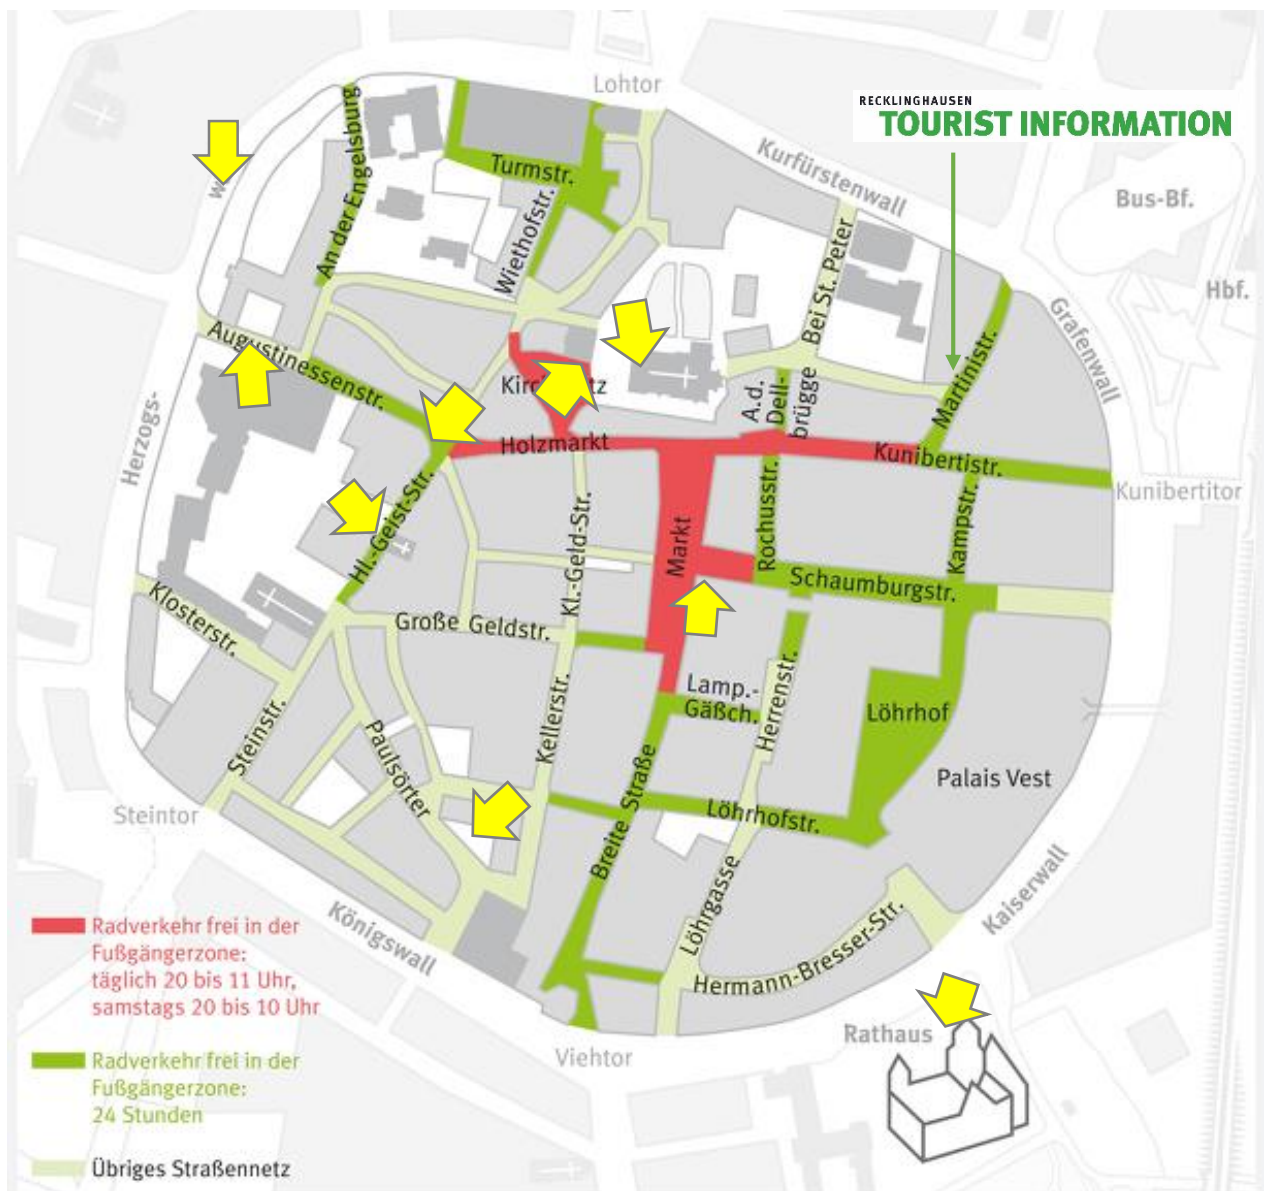 Lohtor
RECKLINGHAUSEN
TOURIST INFORMATION
An der Engelsburg
Turmstr.
Wiethofstr.
Kurfürstenwall
Bus-Bf.
Hbf.
Bei St. Peter
Grafenwall
Augustinessenstr.
Martinistr.
A.d.
Dell-
brügge
Herzogs-
Holzmarkt
Kunibertistr.
Kunibertitor
Hl.-Geist-Str.
Kl.-Geld-Str.
Markt
Rochusstr.
Kampstr.
Schaumburgstr.
Klosterstr.
Große Geldstr.
Lamp.-
Gäßch.
Herrenstr.
Löhrhof
Steinstr.
Paulsörter
Kellerstr.
Breite Straße
Palais Vest
Steintor
Löhrhofstr.
Löhrgasse
Königswall
Kaiserwall
Hermann-Bresser-Str.
Viehtor
Rathaus
Radverkehr frei in der
Fußgängerzone:
täglich 20 bis 11 Uhr,
samstags 20 bis 10 Uhr
Radverkehr frei in der
Fußgängerzone:
24 Stunden
Übriges Straßennetz